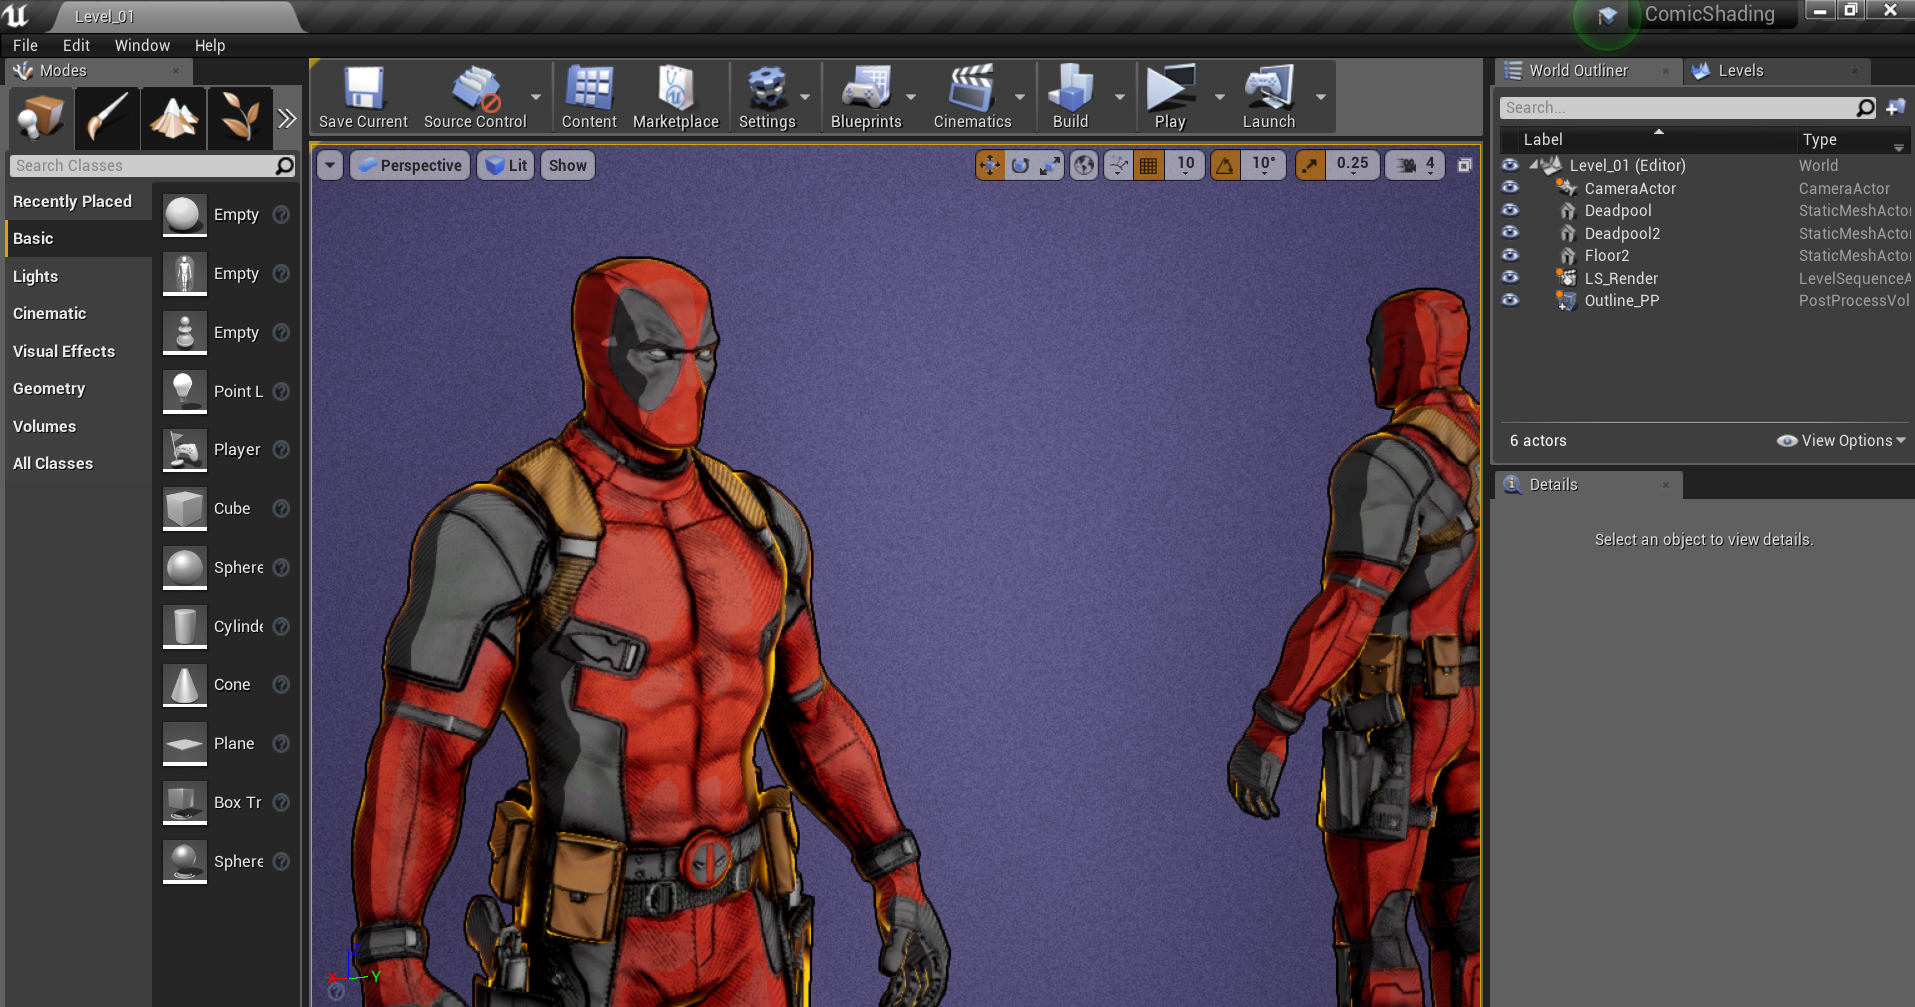 Level_01
ComicShading
File Edit Window Help
Modes
Search Classes
Recently Placed
Basic
Lights
Cinematic
Visual Effects
Geometry
Volumes
All Classes
Empty
Empty
Empty
Point L
Player
Cube
Sphere
Cylinde
Cone
Plane
Box Tr
Sphere
Save Current
Source Control
Content
Marketplace
Settings
Blueprints
Cinematics
Build
Play
Launch
Perspective
Lit
Show
10
10°
0.25
4
X
Y
Z
World Outliner
Levels
Search...
Label Type
Level_01 (Editor) World
CameraActor CameraActor
Deadpool StaticMeshActor
Deadpool2 StaticMeshActor
Floor2 StaticMeshActor
LS_Render LevelSequenceA
Outline_PP PostProcessVol
6 actors
View Options
Details
Select an object to view details.